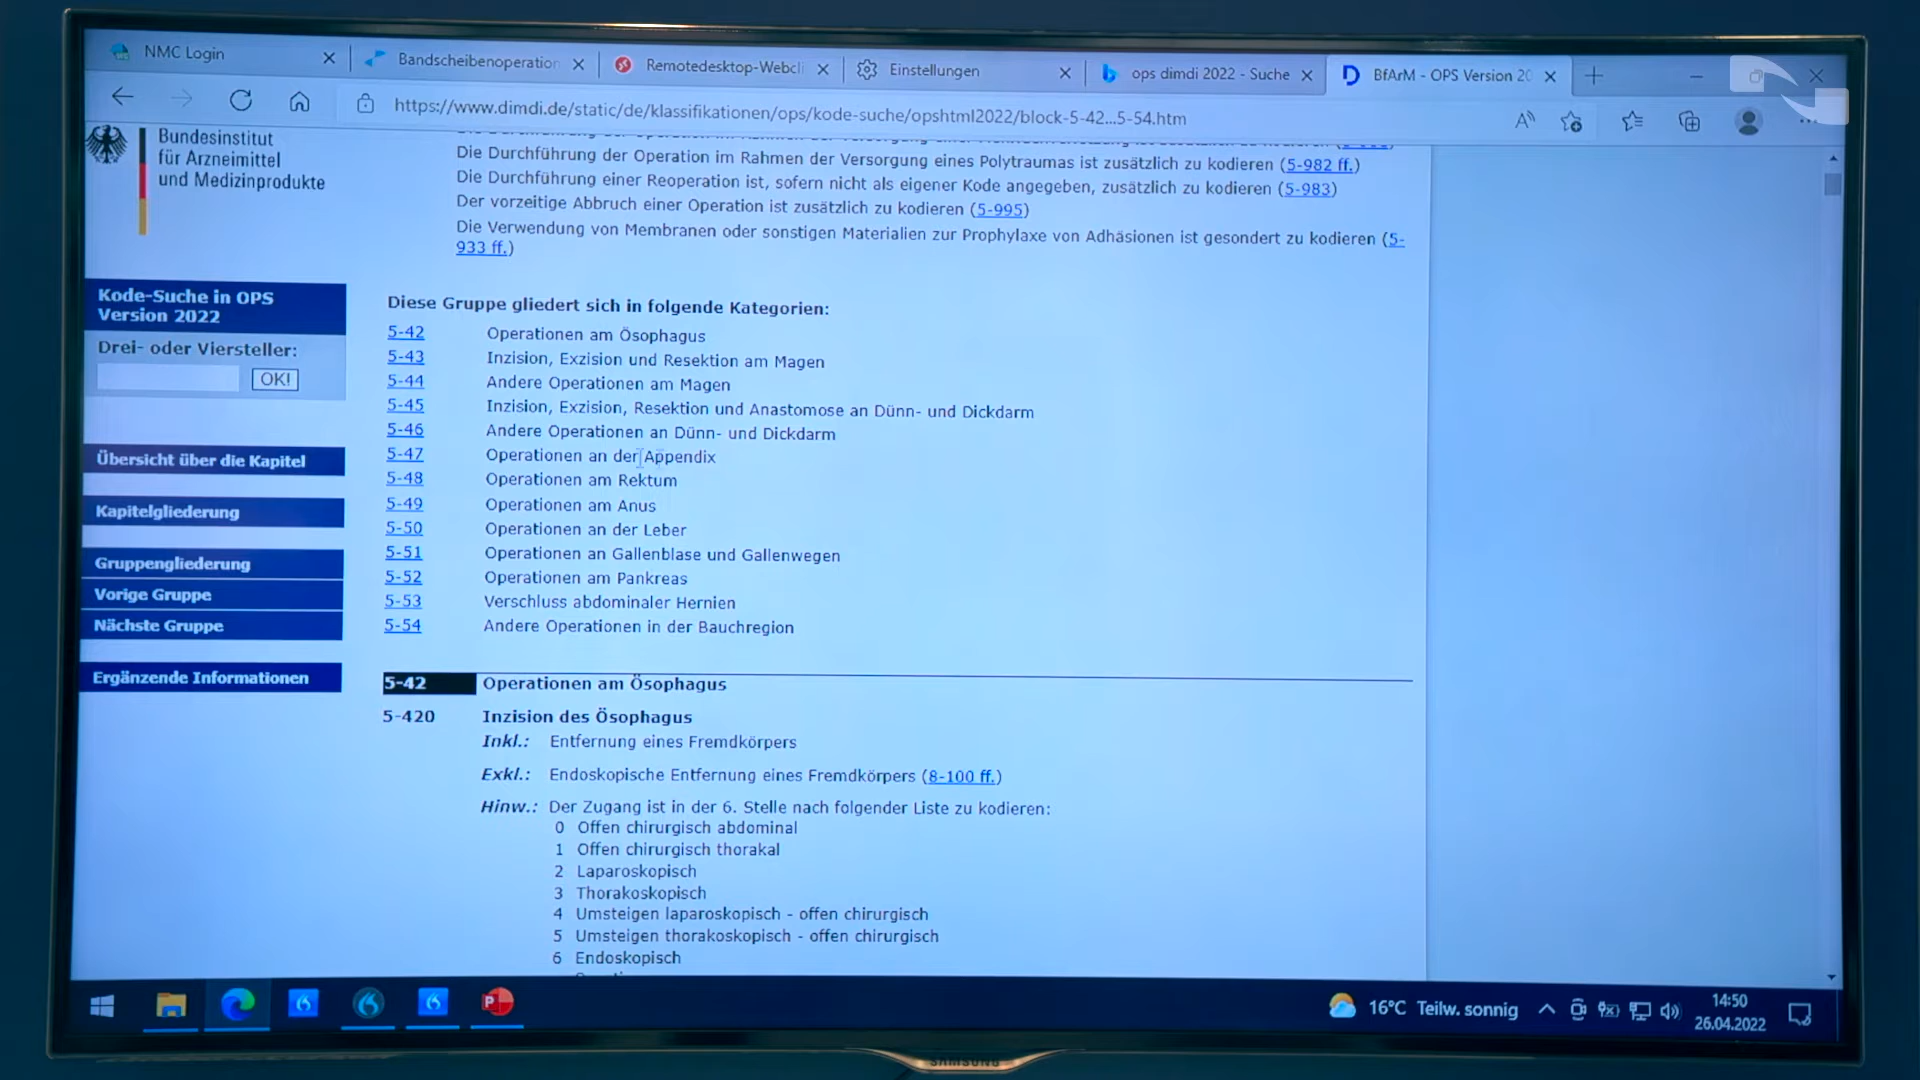 NMC Login
Bandscheibenoperation
Remotedesktop-Webcli
Einstellungen
ops dimdi 2022 - Suche
BfArM - OPS Version 20
https://www.dimdi.de/static/de/klassifikationen/ops/kode-suche/opshtml2022/block-5-42...5-54.htm
Bundesinstitut
für Arzneimittel
und Medizinprodukte
Die Durchführung der Operation im Rahmen der Versorgung eines Polytraumas ist zusätzlich zu kodieren (5-982 ff.)
Die Durchführung einer Reoperation ist, sofern nicht als eigener Kode angegeben, zusätzlich zu kodieren (5-983)
Der vorzeitige Abbruch einer Operation ist zusätzlich zu kodieren (5-995)
Die Verwendung von Membranen oder sonstigen Materialien zur Prophylaxe von Adhäsionen ist gesondert zu kodieren (5-
933 ff.)
Kode-Suche in OPS
Version 2022
Drei- oder Viersteller:
OK!
Übersicht über die Kapitel
Kapitelgliederung
Gruppengliederung
Vorige Gruppe
Nächste Gruppe
Ergänzende Informationen
Diese Gruppe gliedert sich in folgende Kategorien:
5-42 Operationen am Ösophagus
5-43 Inzision, Exzision und Resektion am Magen
5-44 Andere Operationen am Magen
5-45 Inzision, Exzision, Resektion und Anastomose an Dünn- und Dickdarm
5-46 Andere Operationen an Dünn- und Dickdarm
5-47 Operationen an der Appendix
5-48 Operationen am Rektum
5-49 Operationen am Anus
5-50 Operationen an der Leber
5-51 Operationen an Gallenblase und Gallenwegen
5-52 Operationen am Pankreas
5-53 Verschluss abdominaler Hernien
5-54 Andere Operationen in der Bauchregion
5-42 Operationen am Ösophagus
5-420 Inzision des Ösophagus
Inkl.: Entfernung eines Fremdkörpers
Exkl.: Endoskopische Entfernung eines Fremdkörpers (8-100 ff.)
Hinw.: Der Zugang ist in der 6. Stelle nach folgender Liste zu kodieren:
0 Offen chirurgisch abdominal
1 Offen chirurgisch thorakal
2 Laparoskopisch
3 Thorakoskopisch
4 Umsteigen laparoskopisch - offen chirurgisch
5 Umsteigen thorakoskopisch - offen chirurgisch
6 Endoskopisch
16°C Teilw. sonnig
14:50
26.04.2022
SAMSUNG